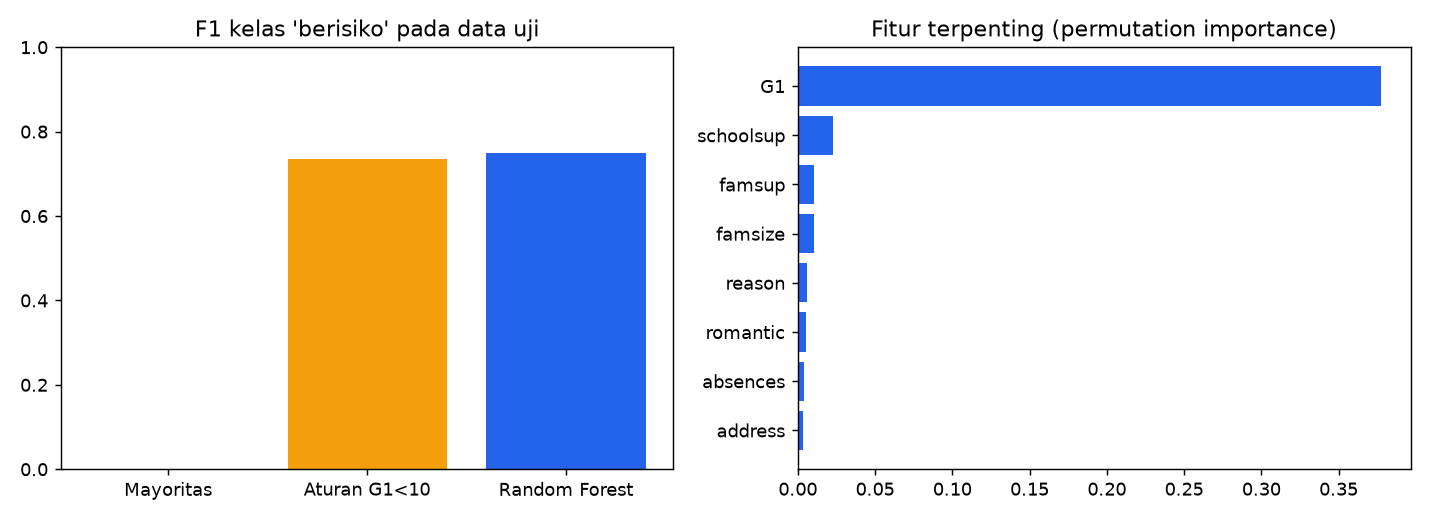 F1 kelas 'berisiko' pada data uji
1.0
0.8
0.6
0.4
0.2
0.0
Mayoritas
Aturan G1<10
Random Forest
Fitur terpenting (permutation importance)
G1
schoolsup
famsup
famsize
reason
romantic
absences
address
0.00
0.05
0.10
0.15
0.20
0.25
0.30
0.35